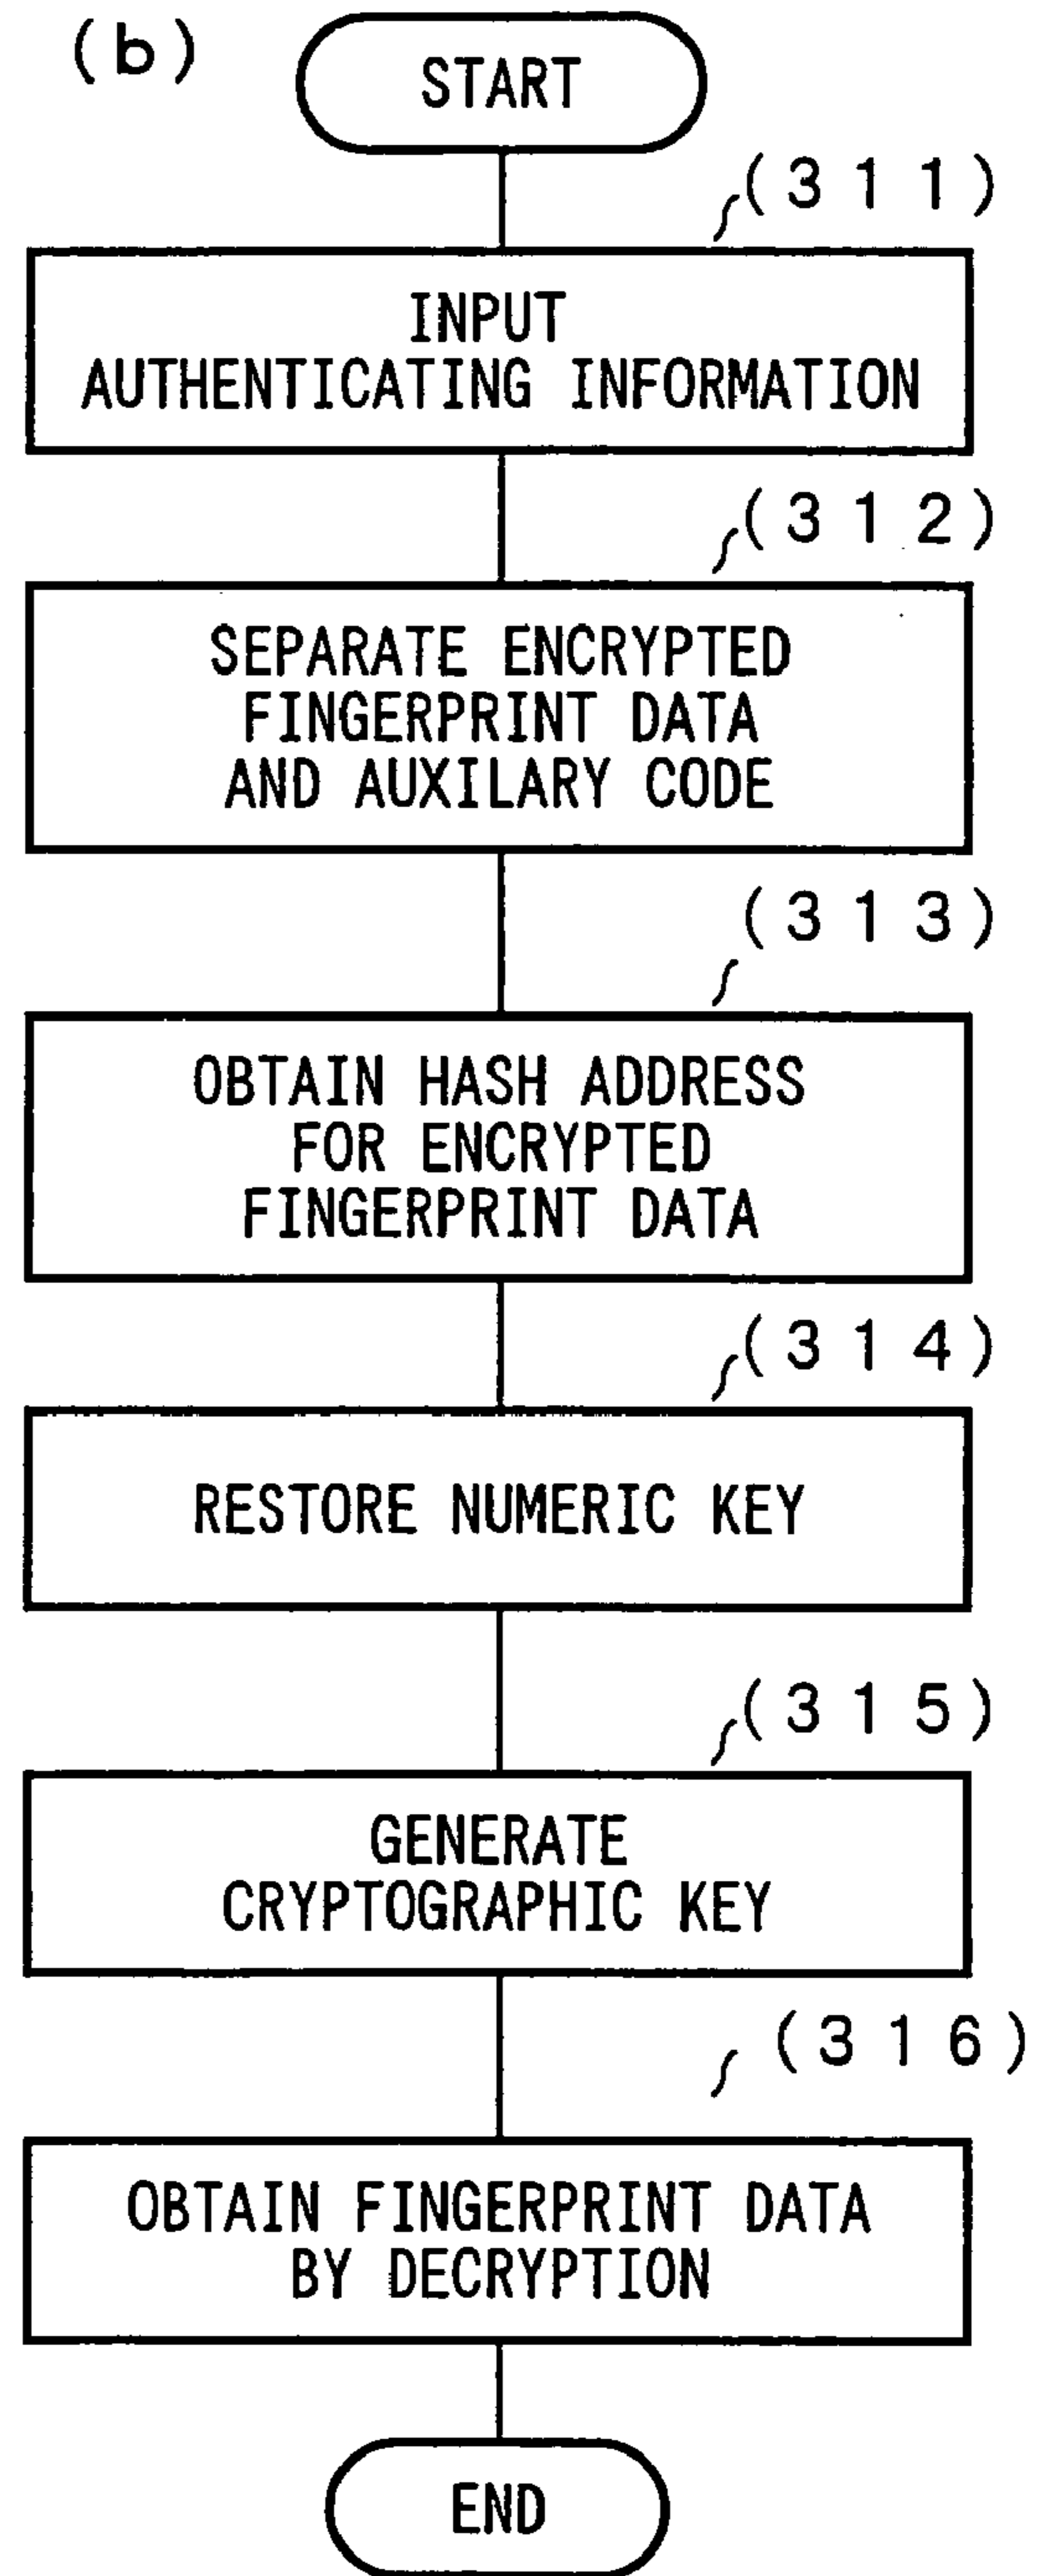 (b)
START
(311)
INPUT
AUTHENTICATING INFORMATION
(312)
SEPARATE ENCRYPTED
FINGERPRINT DATA
AND AUXILARY CODE
(313)
OBTAIN HASH ADDRESS
FOR ENCRYPTED
FINGERPRINT DATA
(314)
RESTORE NUMERIC KEY
(315)
GENERATE
CRYPTOGRAPHIC KEY
(316)
OBTAIN FINGERPRINT DATA
BY DECRYPTION
END